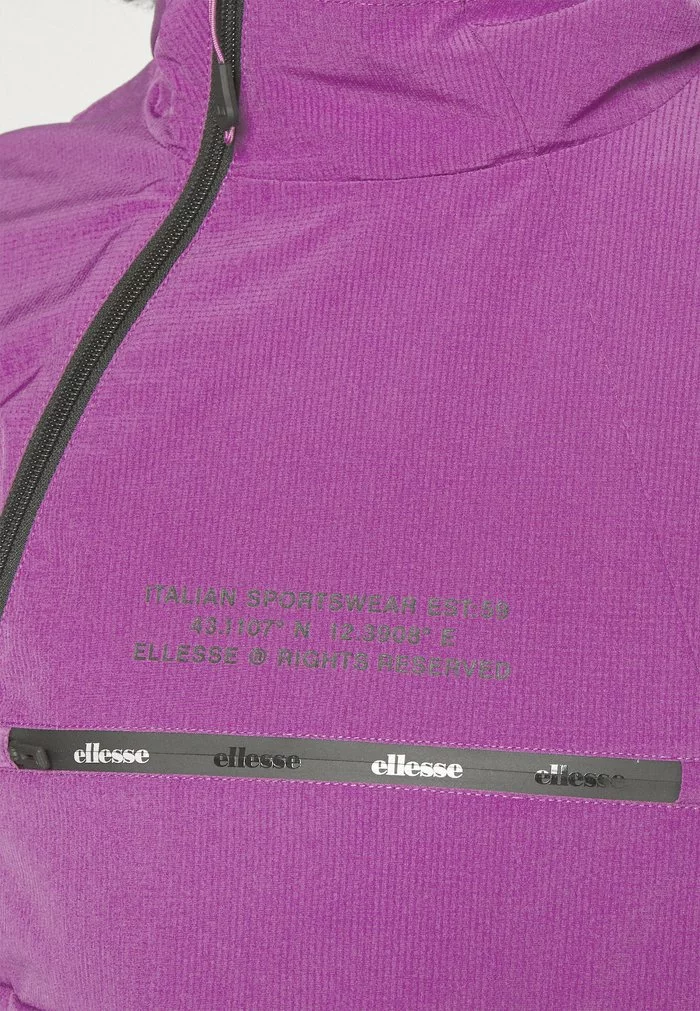 ITALIAN SPORTSWEAR EST:59
43.1107° N 12.3908° E
ELLESSE ® RIGHTS RESERVED
ellesse ellesse ellesse ellesse